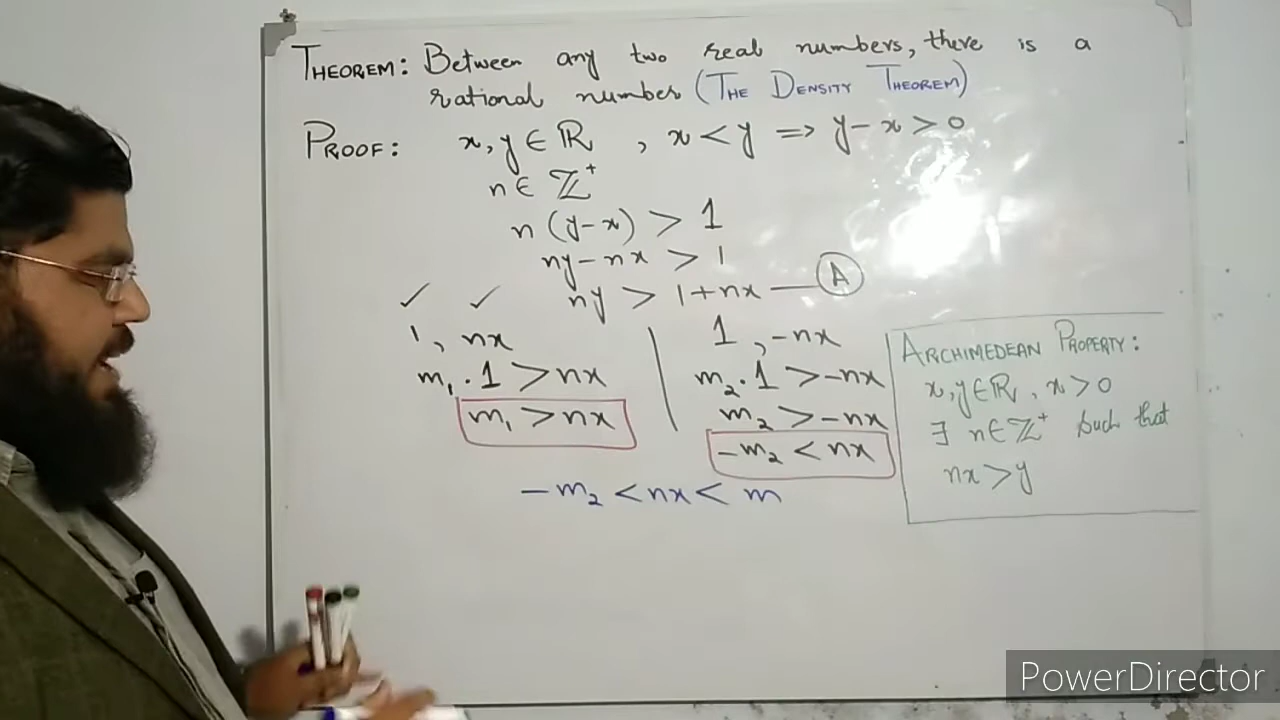 THEOREM: Between any two real numbers, there is a
rational number (THE DENSITY THEOREM)
PROOF: x, y ∈ ℝ , x < y ⇒ y - x > 0
n ∈ ℤ⁺
n (y-x) > 1
ny - nx > 1
ny > 1+nx — A
✓ ✓
1, nx
m₁ . 1 > nx
m₁ > nx
1, -nx
m₂ . 1 > -nx
m₂ > -nx
-m₂ < nx
-m₂ < nx < m
ARCHIMEDEAN PROPERTY:
x, y ∈ ℝ, x > 0
∃ n ∈ ℤ⁺ such that
nx > y
PowerDirector